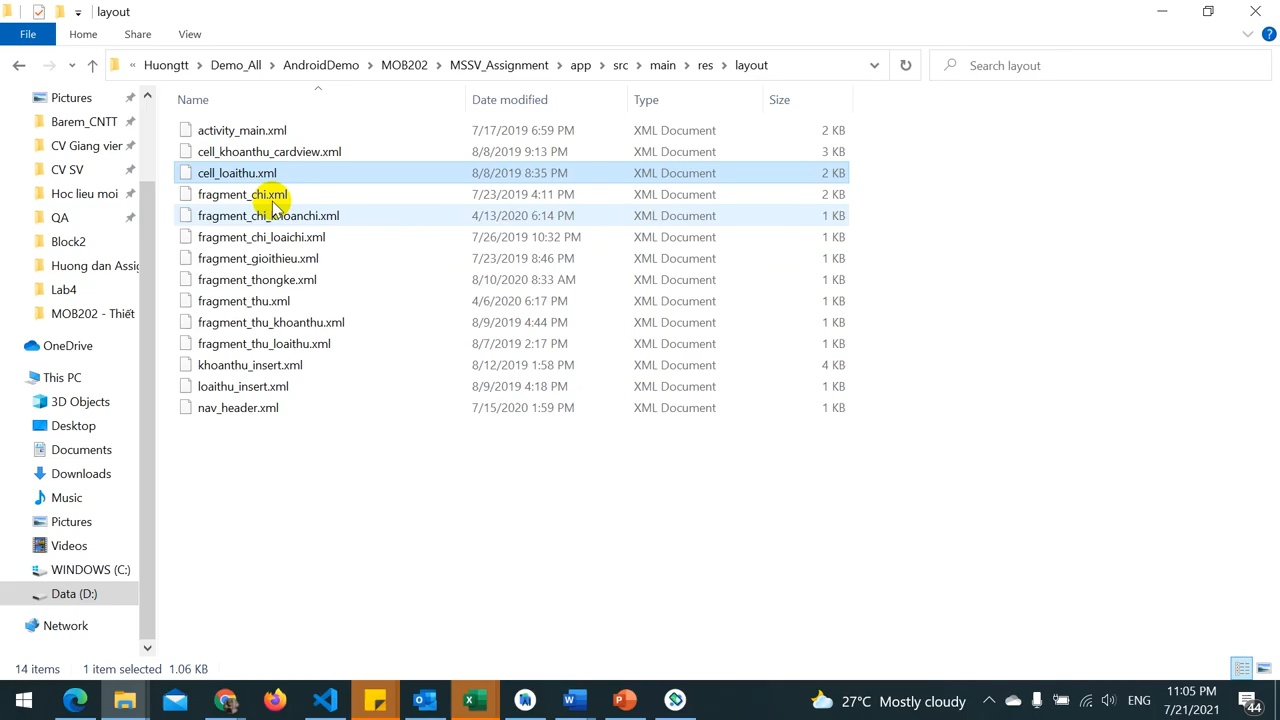 layout
File Home Share View
« Huongtt Demo_All AndroidDemo MOB202 MSSV_Assignment app src main res layout
Search layout
Name Date modified Type Size
Pictures
Barem_CNTT
CV Giang vier
CV SV
Hoc lieu moi
QA
Block2
Huong dan Assig
Lab4
MOB202 - Thiết
OneDrive
This PC
3D Objects
Desktop
Documents
Downloads
Music
Pictures
Videos
WINDOWS (C:)
Data (D:)
Network
activity_main.xml 7/17/2019 6:59 PM XML Document 2 KB
cell_khoanthu_cardview.xml 8/8/2019 9:13 PM XML Document 3 KB
cell_loaithu.xml 8/8/2019 8:35 PM XML Document 2 KB
fragment_chi.xml 7/23/2019 4:11 PM XML Document 2 KB
fragment_chi_khoanchi.xml 4/13/2020 6:14 PM XML Document 1 KB
fragment_chi_loaichi.xml 7/26/2019 10:32 PM XML Document 1 KB
fragment_gioithieu.xml 7/23/2019 8:46 PM XML Document 1 KB
fragment_thongke.xml 8/10/2020 8:33 AM XML Document 1 KB
fragment_thu.xml 4/6/2020 6:17 PM XML Document 1 KB
fragment_thu_khoanthu.xml 8/9/2019 4:44 PM XML Document 1 KB
fragment_thu_loaithu.xml 8/7/2019 2:17 PM XML Document 1 KB
khoanthu_insert.xml 8/12/2019 1:58 PM XML Document 4 KB
loaithu_insert.xml 8/9/2019 4:18 PM XML Document 1 KB
nav_header.xml 7/15/2020 1:59 PM XML Document 1 KB
14 items 1 item selected 1.06 KB
27°C Mostly cloudy
ENG
11:05 PM
7/21/2021
44